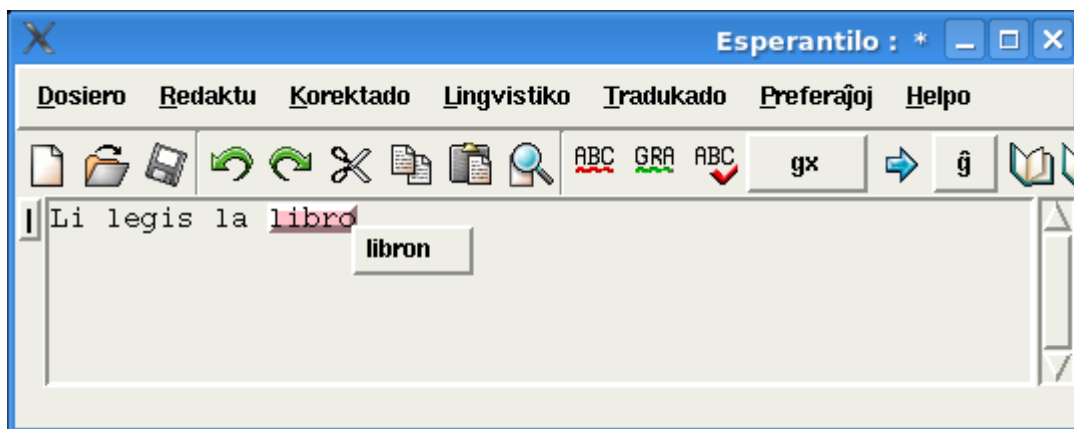 Esperantilo : *
Dosiero Redaktu Korektado Lingvistiko Tradukado Preferaĵoj Helpo
ABC GRA ABC gx ĝ
Li legis la libro
libron